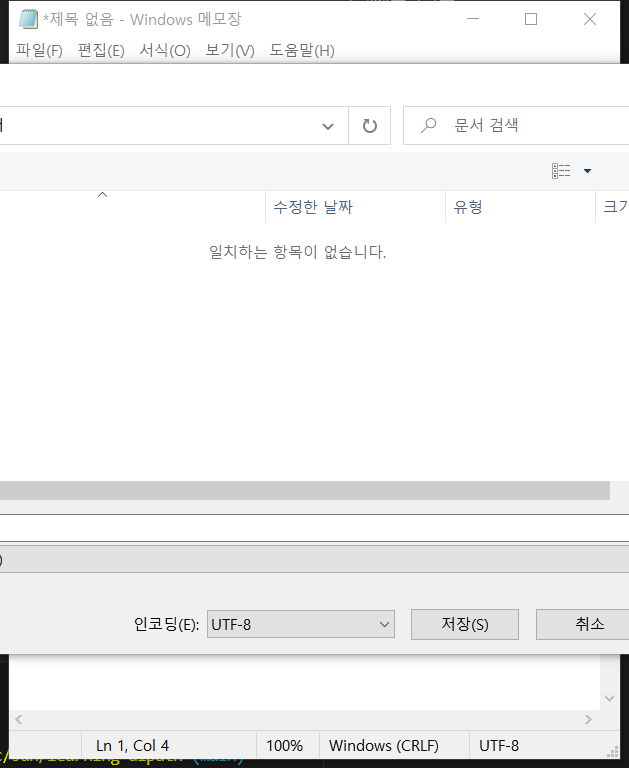 *제목 없음 - Windows 메모장
파일(F) 편집(E) 서식(O) 보기(V) 도움말(H)
문서 검색
수정한 날짜 유형 크기
일치하는 항목이 없습니다.
)
인코딩(E): UTF-8 저장(S) 취소
Ln 1, Col 4 100% Windows (CRLF) UTF-8